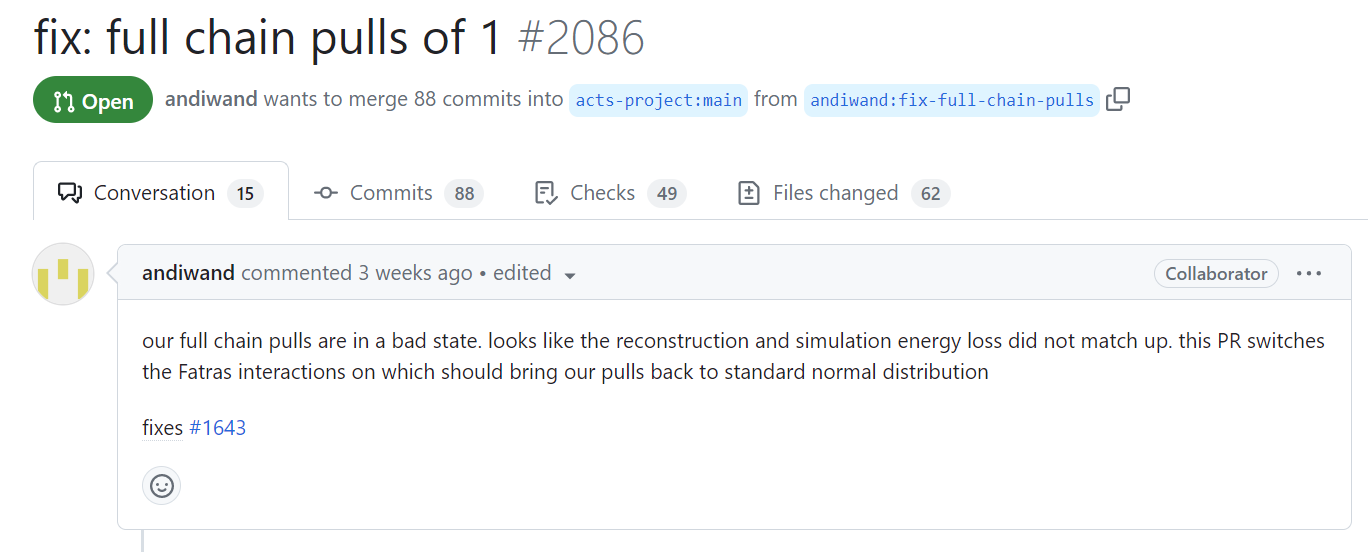 fix: full chain pulls of 1 #2086
Open andiwand wants to merge 88 commits into acts-project:main from andiwand:fix-full-chain-pulls
Conversation 15 Commits 88 Checks 49 Files changed 62
andiwand commented 3 weeks ago • edited Collaborator
our full chain pulls are in a bad state. looks like the reconstruction and simulation energy loss did not match up. this PR switches
the Fatras interactions on which should bring our pulls back to standard normal distribution
fixes #1643